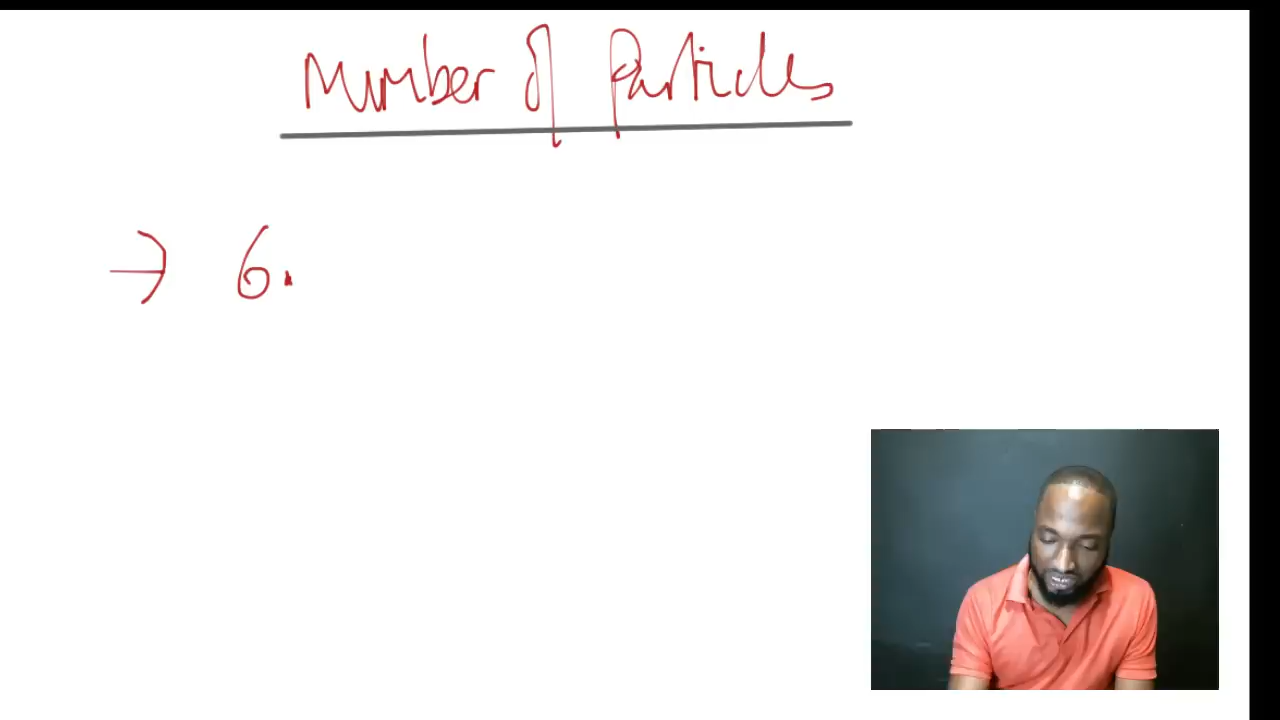 Number of Particles
→ 6.